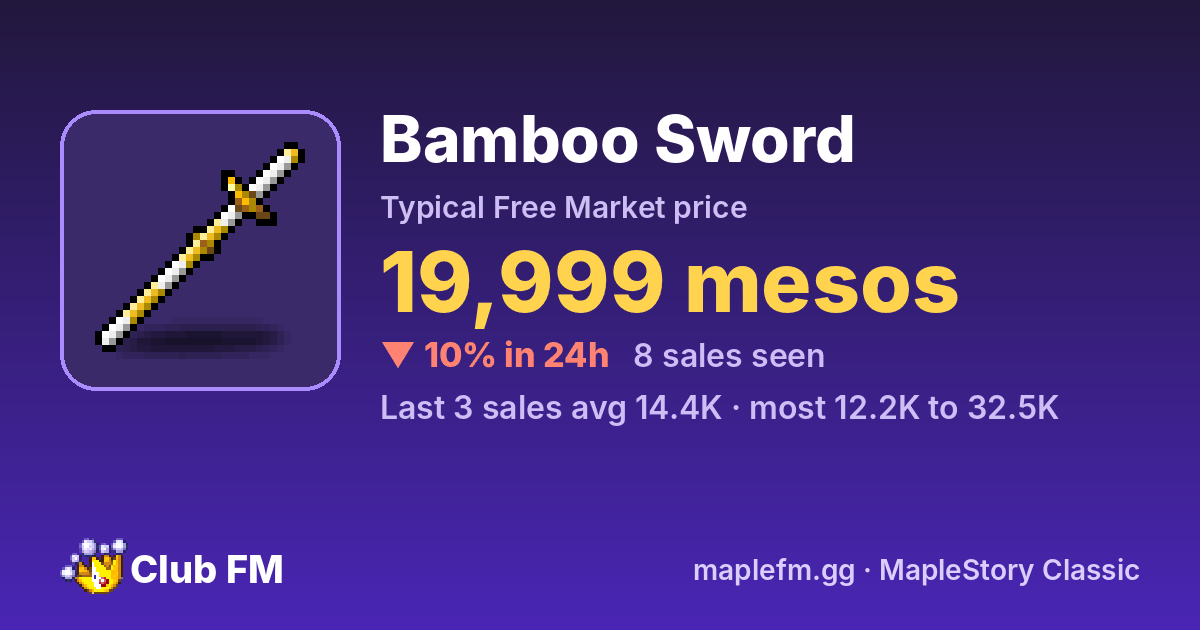 Bamboo Sword
Typical Free Market price
19,999 mesos
▼ 10% in 24h 8 sales seen
Last 3 sales avg 14.4K · most 12.2K to 32.5K
Club FM
maplefm.gg · MapleStory Classic